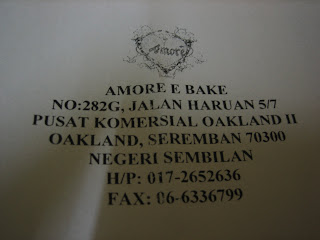 Amore
AMORE E BAKE
NO:282G, JALAN HARUAN 5/7
PUSAT KOMERSIAL OAKLAND II
OAKLAND, SEREMBAN 70300
NEGERI SEMBILAN
H/P: 017-2652636
FAX: 06-6336799